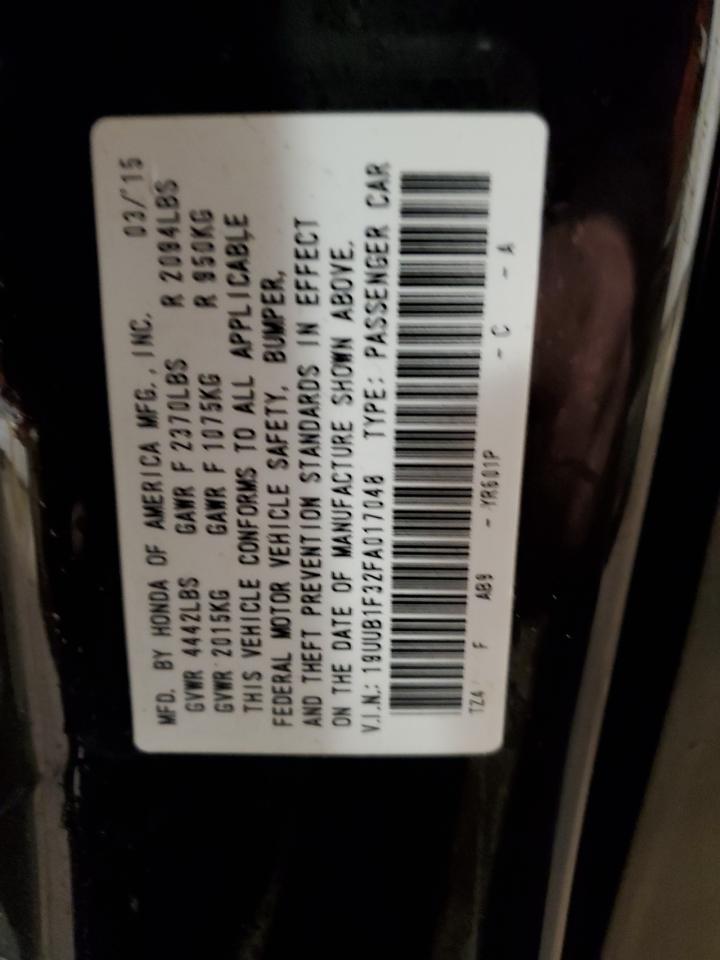 MFD. BY HONDA OF AMERICA MFG., INC. 03/'15
GVWR 4442LBS GAWR F 2370LBS R 2094LBS
GVWR 2015KG GAWR F 1075KG R 950KG
THIS VEHICLE CONFORMS TO ALL APPLICABLE
FEDERAL MOTOR VEHICLE SAFETY, BUMPER,
AND THEFT PREVENTION STANDARDS IN EFFECT
ON THE DATE OF MANUFACTURE SHOWN ABOVE.
V.I.N.: 19UUB1F32FA017048 TYPE: PASSENGER CAR
TZ4 F AB9 - YR601P - C - A